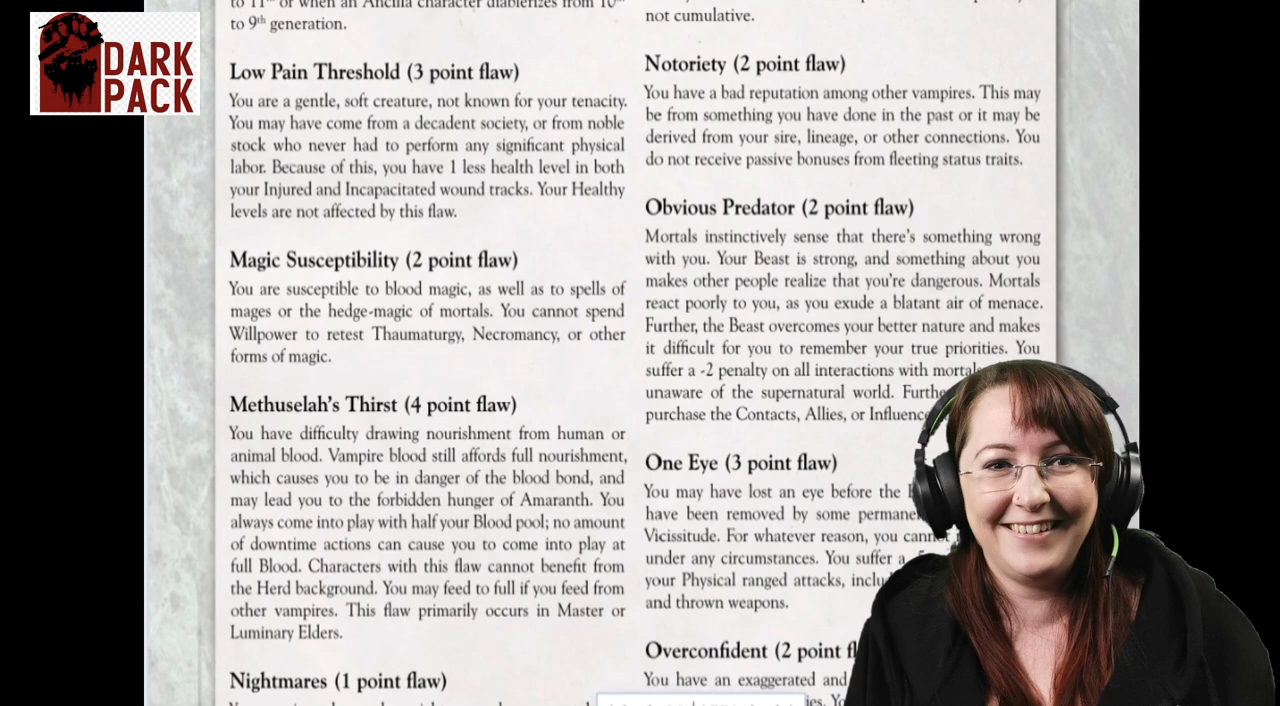 DARK
PACK
to 11th or when an Ancilla character diablerizes from 10th
to 9th generation.
Low Pain Threshold (3 point flaw)
You are a gentle, soft creature, not known for your tenacity.
You may have come from a decadent society, or from noble
stock who never had to perform any significant physical
labor. Because of this, you have 1 less health level in both
your Injured and Incapacitated wound tracks. Your Healthy
levels are not affected by this flaw.
Magic Susceptibility (2 point flaw)
You are susceptible to blood magic, as well as to spells of
mages or the hedge-magic of mortals. You cannot spend
Willpower to retest Thaumaturgy, Necromancy, or other
forms of magic.
Methuselah's Thirst (4 point flaw)
You have difficulty drawing nourishment from human or
animal blood. Vampire blood still affords full nourishment,
which causes you to be in danger of the blood bond, and
may lead you to the forbidden hunger of Amaranth. You
always come into play with half your Blood pool; no amount
of downtime actions can cause you to come into play at
full Blood. Characters with this flaw cannot benefit from
the Herd background. You may feed to full if you feed from
other vampires. This flaw primarily occurs in Master or
Luminary Elders.
Nightmares (1 point flaw)
not cumulative.
Notoriety (2 point flaw)
You have a bad reputation among other vampires. This may
be from something you have done in the past or it may be
derived from your sire, lineage, or other connections. You
do not receive passive bonuses from fleeting status traits.
Obvious Predator (2 point flaw)
Mortals instinctively sense that there's something wrong
with you. Your Beast is strong, and something about you
makes other people realize that you're dangerous. Mortals
react poorly to you, as you exude a blatant air of menace.
Further, the Beast overcomes your better nature and makes
it difficult for you to remember your true priorities. You
suffer a -2 penalty on all interactions with
unaware of the supernatural world.
purchase the Contacts, Allies, or
One Eye (3 point flaw)
You may have lost an eye before the
have been removed by some
Vicissitude. For whatever reason, you
under any circumstances. You suffer a
your Physical ranged attacks,
and thrown weapons.
Overconfident (2 point
You have an exaggerated and